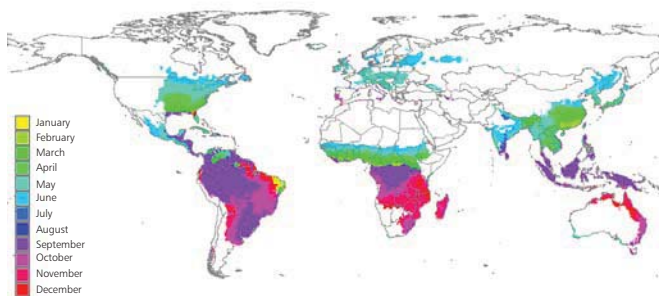 January
February
March
April
May
June
July
August
September
October
November
December